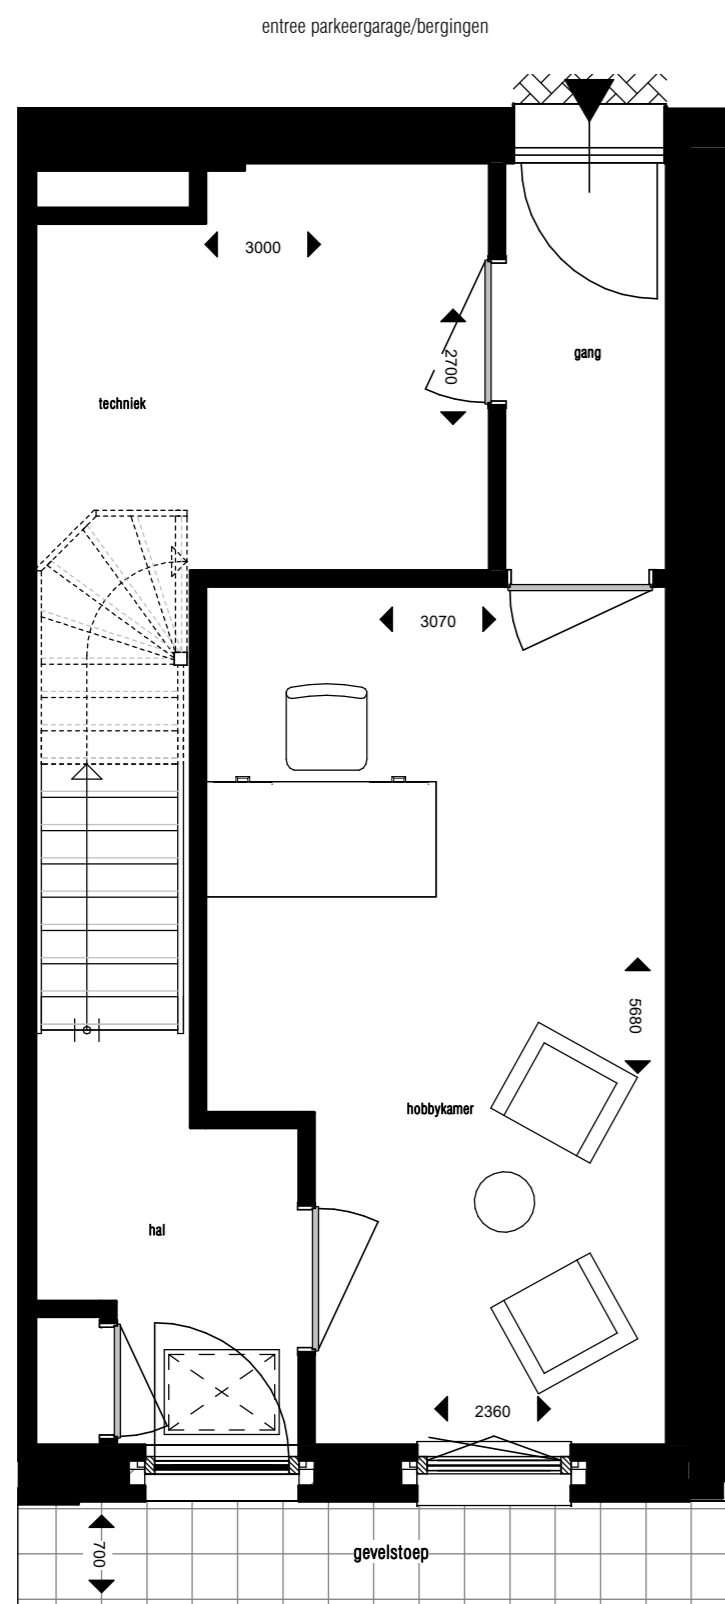 entree parkeergarage/bergingen
3000
2700
gang
techniek
3070
5680
hobbykamer
hal
2360
700
gevelstoep